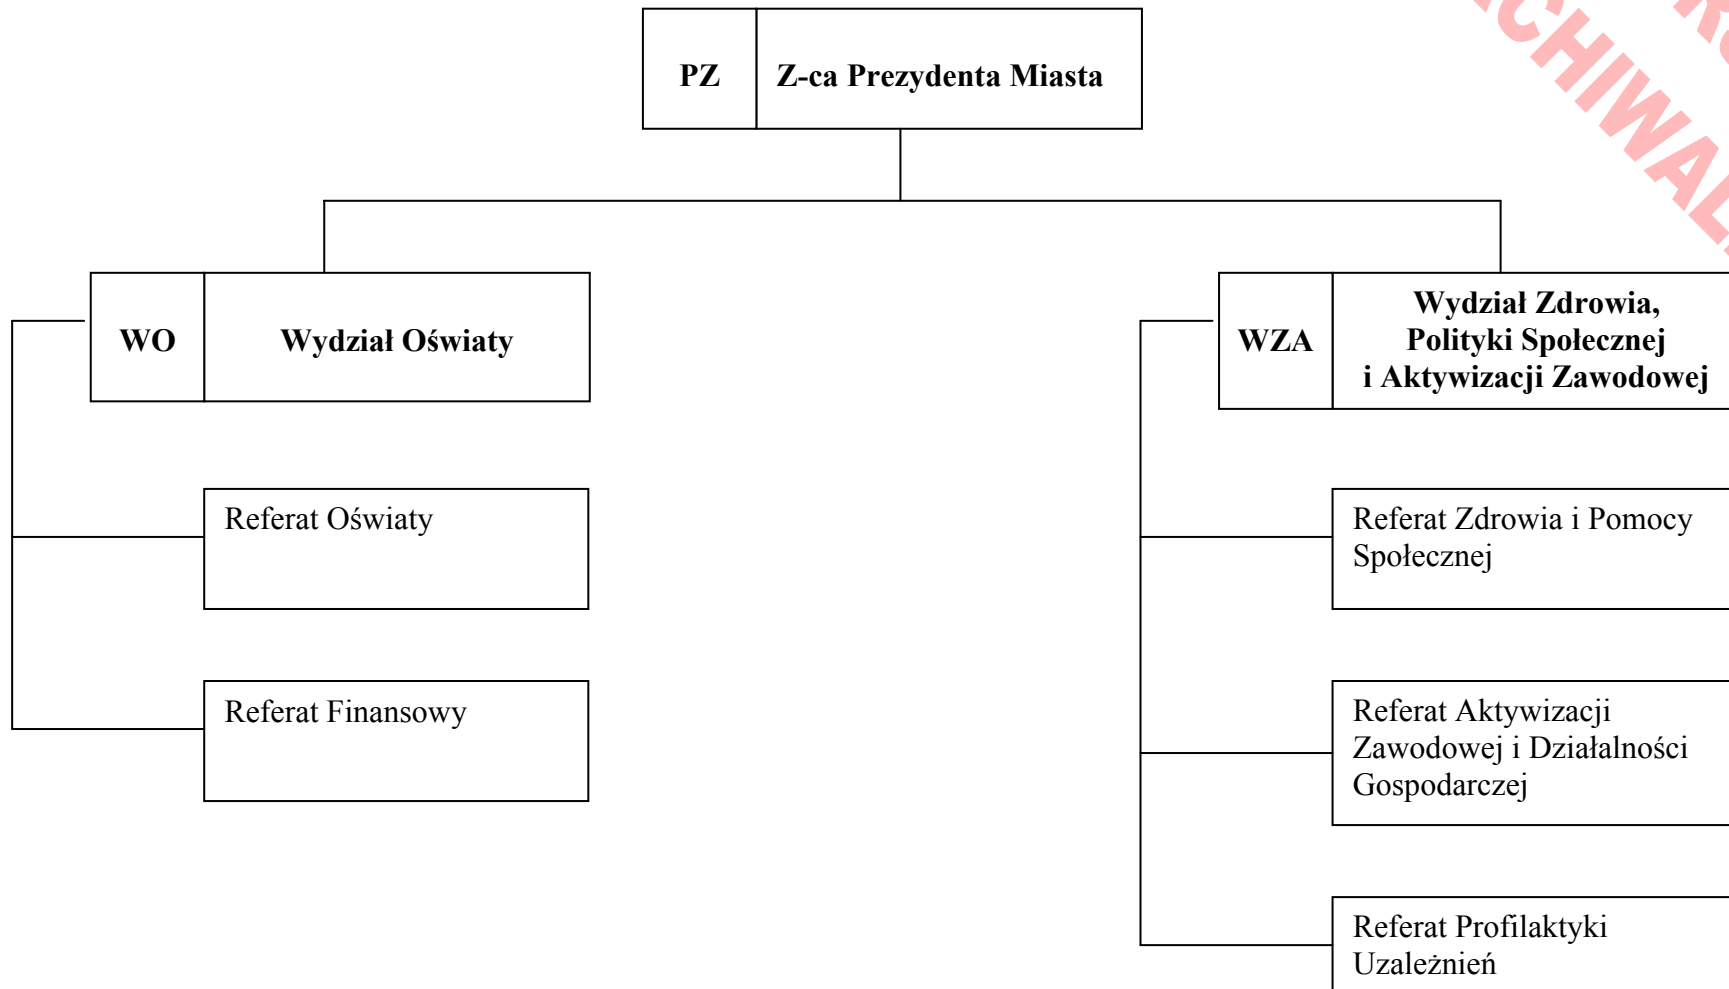 PZ
Z-ca Prezydenta Miasta
WO
Wydział Oświaty
WZA
Wydział Zdrowia,
Polityki Społecznej
i Aktywizacji Zawodowej
Referat Oświaty
Referat Finansowy
Referat Zdrowia i Pomocy
Społecznej
Referat Aktywizacji
Zawodowej i Działalności
Gospodarczej
Referat Profilaktyki
Uzależnień